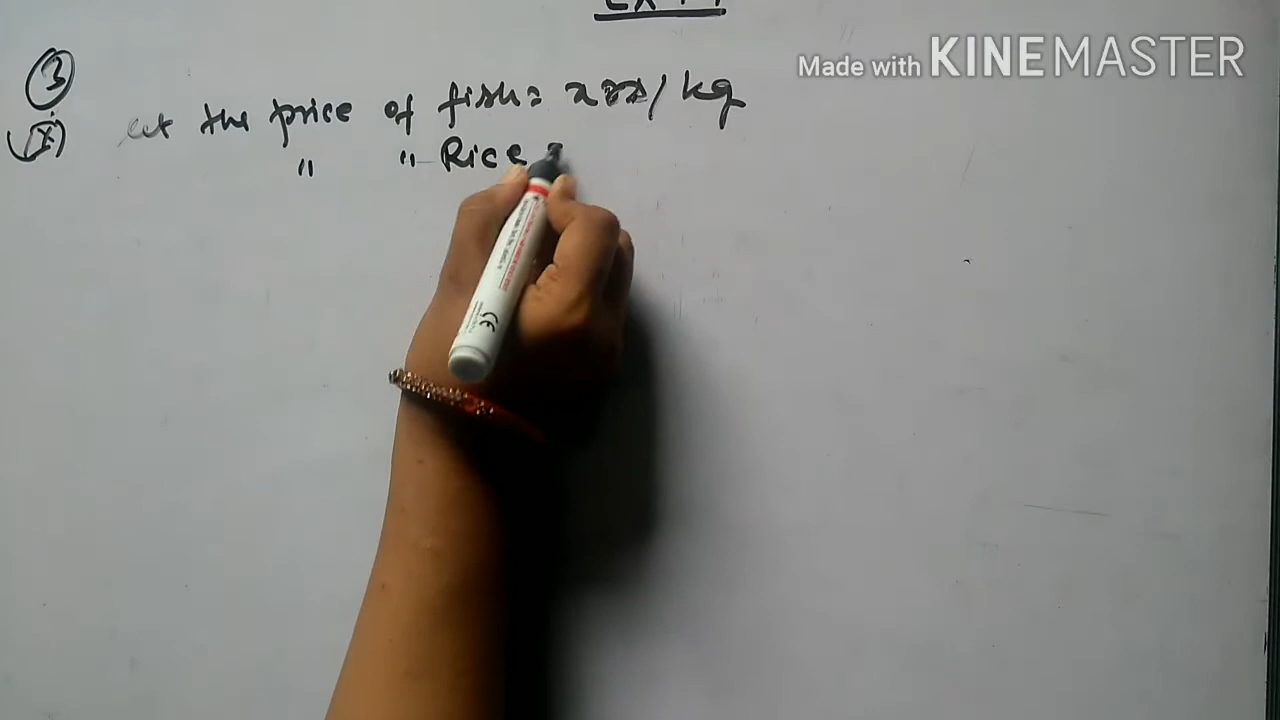 Made with KINEMASTER
③
let the price of fish = x rs/kg
(x)
" " Rice =